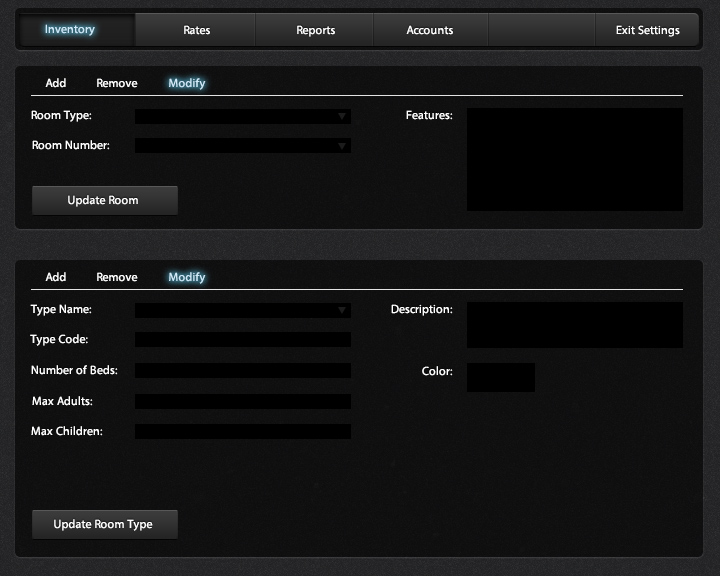 Inventory Rates Reports Accounts Exit Settings
Add Remove Modify
Room Type: Features:
Room Number:
Update Room
Add Remove Modify
Type Name: Description:
Type Code:
Number of Beds: Color:
Max Adults:
Max Children:
Update Room Type